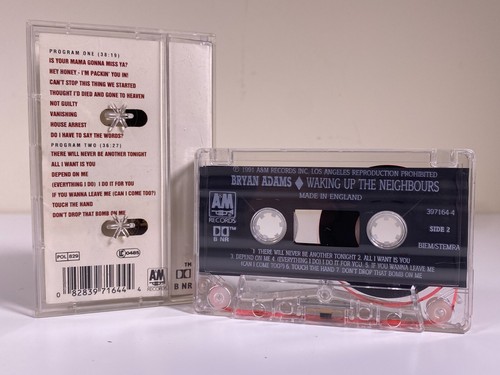 PROGRAM ONE (38:19)
IS YOUR MAMA GONNA MISS YA?
HEY HONEY - I'M PACKIN' YOU IN!
CAN'T STOP THIS THING WE STARTED
THOUGHT I'D DIED AND GONE TO HEAVEN
NOT GUILTY
VANISHING
HOUSE ARREST
DO I HAVE TO SAY THE WORDS?
PROGRAM TWO (36:27)
THERE WILL NEVER BE ANOTHER TONIGHT
ALL I WANT IS YOU
DEPEND ON ME
(EVERYTHING I DO) I DO IT FOR YOU
IF YOU WANNA LEAVE ME (CAN I COME TOO?)
TOUCH THE HAND
DON'T DROP THAT BOMB ON ME
POL 829
LC 0485
0 82839 71644 4
A&M
RECORDS
B NR
℗ 1991 A&M RECORDS INC. LOS ANGELES REPRODUCTION PROHIBITED
BRYAN ADAMS ♦ WAKING UP THE NEIGHBOURS
MADE IN ENGLAND
397164-4
A&M
RECORDS
SIDE 2
B NR
BIEM/STEMRA
1 THERE WILL NEVER BE ANOTHER TONIGHT 2. ALL I WANT IS YOU
3. DEPEND ON ME 4. (EVERYTHING I DO) I DO IT FOR YOU 5. IF YOU WANNA LEAVE ME
(CAN I COME TOO?) 6. TOUCH THE HAND 7. DON'T DROP THAT BOMB ON ME